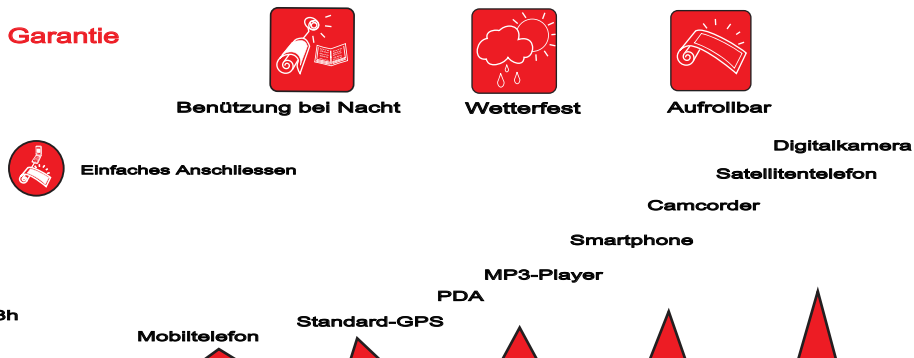 Garantie
Benützung bei Nacht
Wetterfest
Aufrollbar
Einfaches Anschliessen
Digitalkamera
Satellitentelefon
Camcorder
Smartphone
MP3-Player
PDA
Standard-GPS
Mobiltelefon